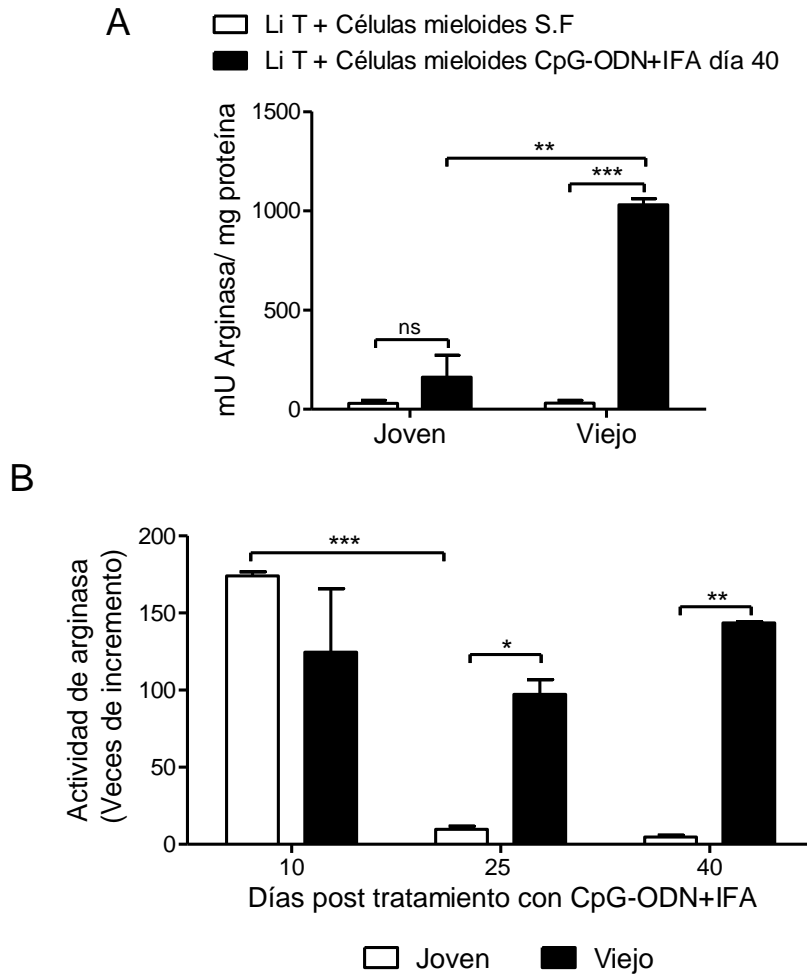 A
Li T + Células mieloides S.F
Li T + Células mieloides CpG-ODN+IFA día 40
mU Arginasa/ mg proteína
1500
1000
500
0
**
***
ns
Joven
Viejo
B
Actividad de arginasa
(Veces de incremento)
200
150
100
50
0
***
*
**
10
25
40
Días post tratamiento con CpG-ODN+IFA
Joven
Viejo